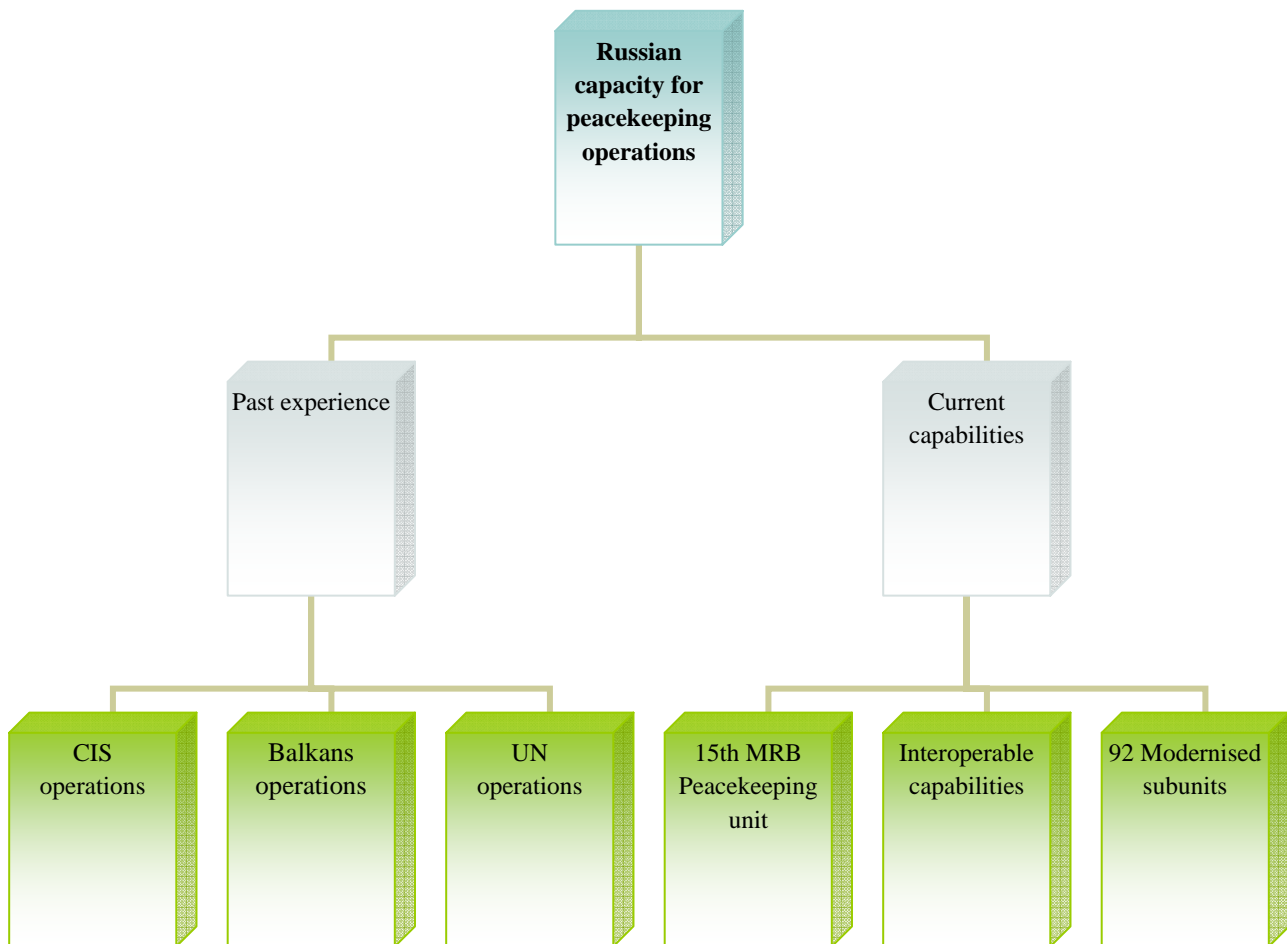 Russian
capacity for
peacekeeping
operations
Past experience
Current
capabilities
CIS
operations
Balkans
operations
UN
operations
15th MRB
Peacekeeping
unit
Interoperable
capabilities
92 Modernised
subunits